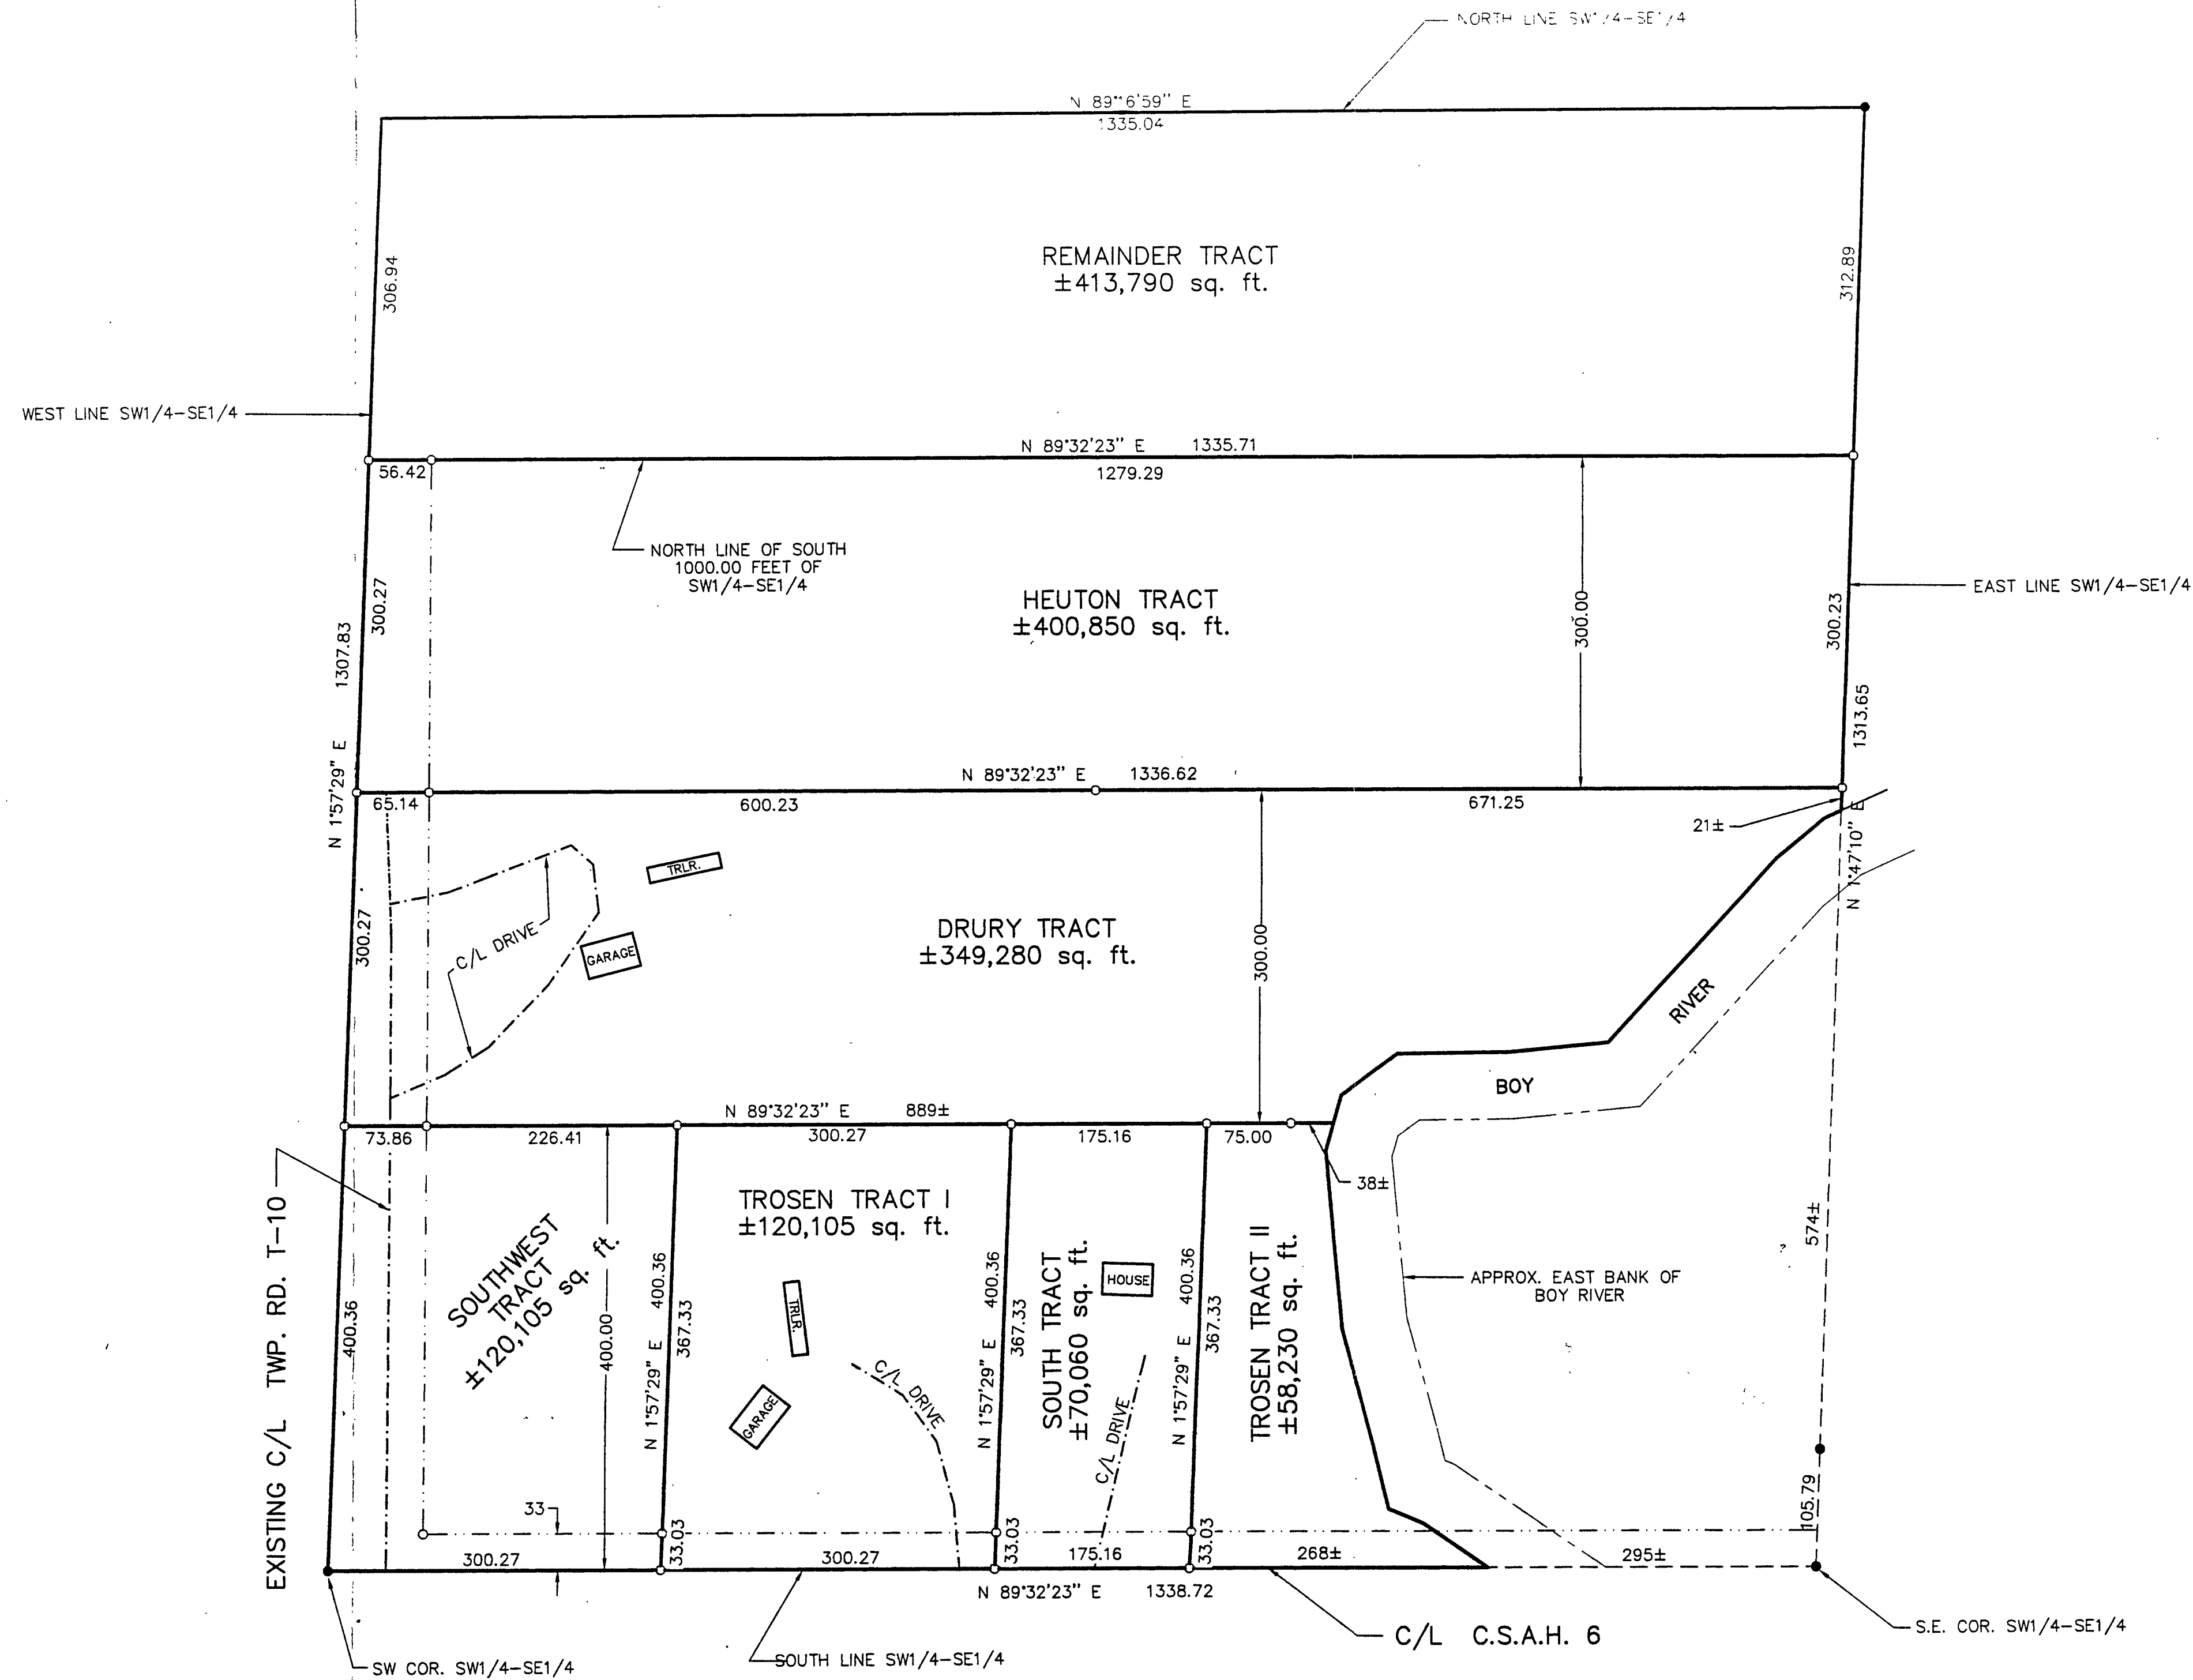 NORTH LINE SW1/4-SE1/4
1335.04
306.94
REMAINDER TRACT
±413,790 sq. ft.
312.89
WEST LINE SW1/4-SE1/4
N 89°32'23" E 1335.71
56.42
1279.29
NORTH LINE OF SOUTH
1000.00 FEET OF
SW1/4-SE1/4
300.27
HEUTON TRACT
±400,850 sq. ft.
300.00
300.23
EAST LINE SW1/4-SE1/4
N 1°57'29" E 1307.83
1313.65
N 1°47'10" E
N 89°32'23" E 1336.62
65.14
600.23
671.25
21±
TRLR.
300.27
C/L DRIVE
GARAGE
DRURY TRACT
±349,280 sq. ft.
300.00
RIVER
BOY
N 89°32'23" E 889±
73.86
226.41
300.27
175.16
75.00
38±
EXISTING C/L TWP. RD. T-10
400.36
SOUTHWEST
TRACT
±120,105 sq. ft.
400.00
N 1°57'29" E 400.36
367.33
TROSEN TRACT I
±120,105 sq. ft.
TRLR.
GARAGE
C/L DRIVE
N 1°57'29" E 400.36
367.33
SOUTH TRACT
±70,060 sq. ft.
HOUSE
C/L DRIVE
N 1°57'29" E 400.36
367.33
TROSEN TRACT II
±58,230 sq. ft.
APPROX. EAST BANK OF
BOY RIVER
574±
105.79
33
33.03
33.03
33.03
300.27
300.27
175.16
268±
295±
N 89°32'23" E 1338.72
C/L C.S.A.H. 6
S.E. COR. SW1/4-SE1/4
SOUTH LINE SW1/4-SE1/4
SW COR. SW1/4-SE1/4